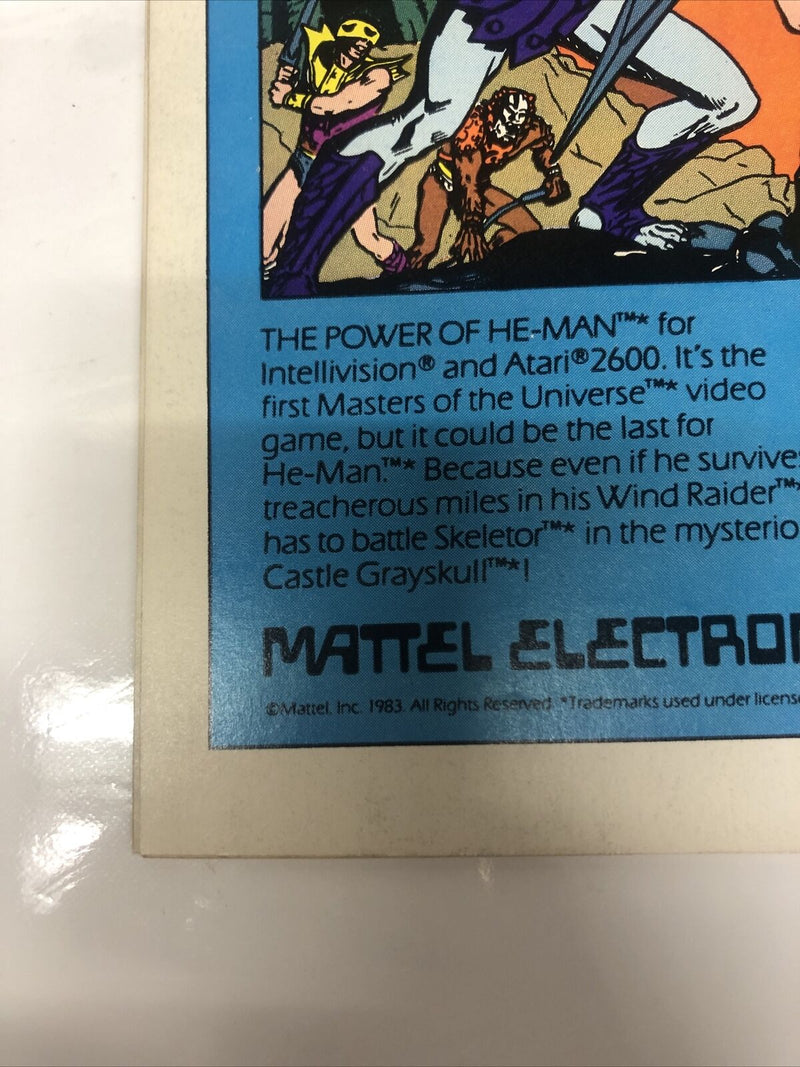 THE POWER OF HE-MAN™* for
Intellivision® and Atari®2600. It's the
first Masters of the Universe™* video
game, but it could be the last for
He-Man.™* Because even if he survive
treacherous miles in his Wind Raider™*
has to battle Skeletor™* in the mysterio
Castle Grayskull™*!
MATTEL ELECTRO
©Mattel, Inc. 1983. All Rights Reserved. *Trademarks used under license